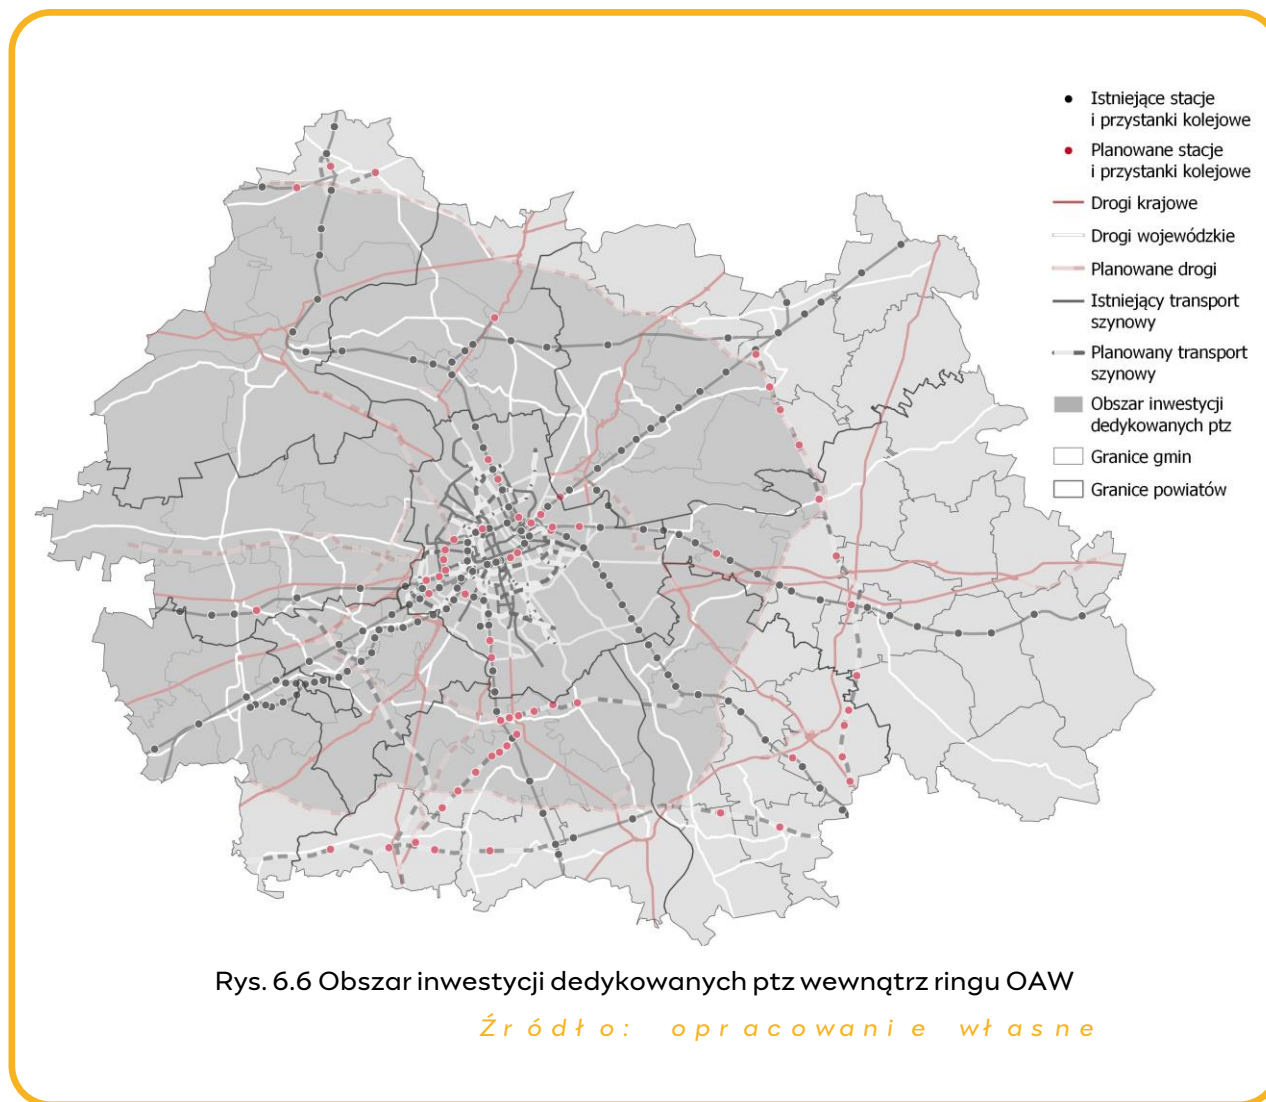 Istniejące stacje
i przystanki kolejowe
Planowane stacje
i przystanki kolejowe
Drogi krajowe
Drogi wojewódzkie
Planowane drogi
Istniejący transport
szynowy
Planowany transport
szynowy
Obszar inwestycji
dedykowanych ptz
Granice gmin
Granice powiatów
Rys. 6.6 Obszar inwestycji dedykowanych ptz wewnątrz ringu OAW
Źródło: opracowanie własne